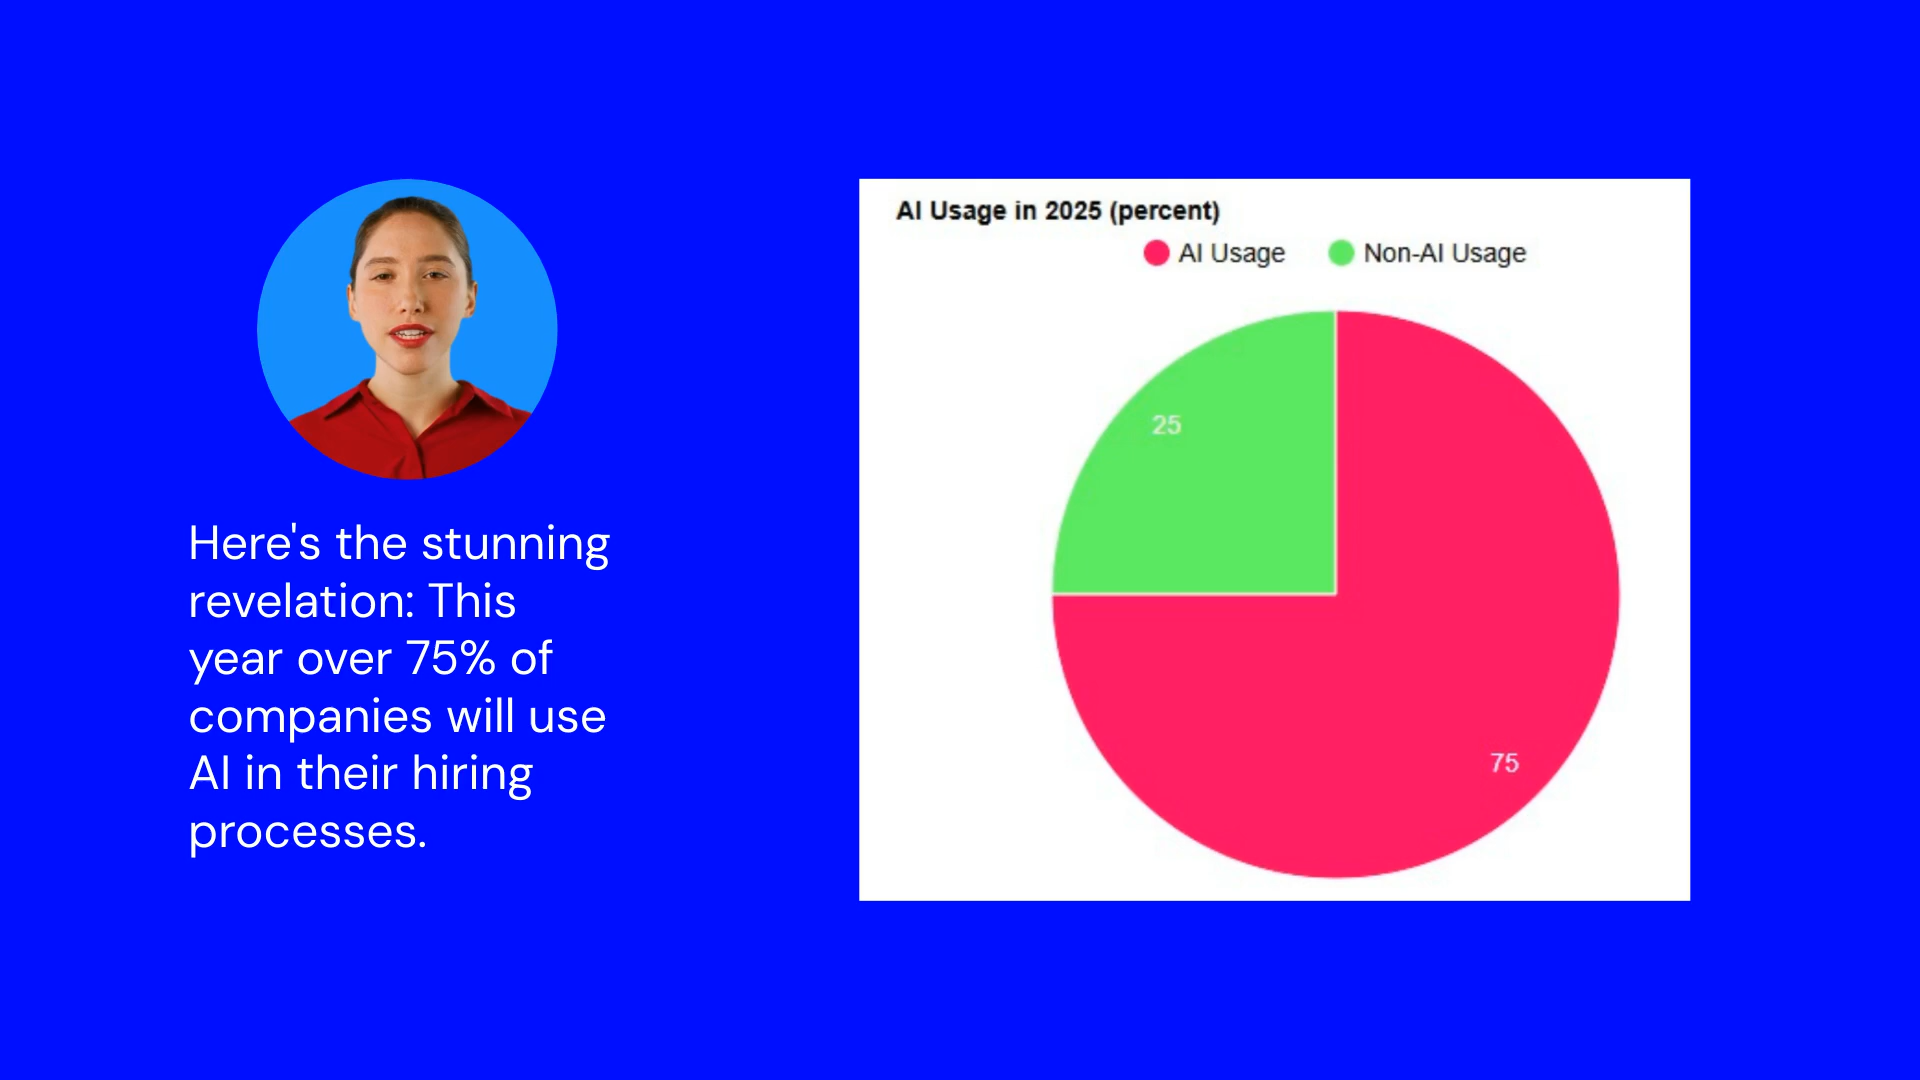 Here's the stunning
revelation: This
year over 75% of
companies will use
AI in their hiring
processes.
AI Usage in 2025 (percent)
AI Usage
Non-AI Usage
25
75